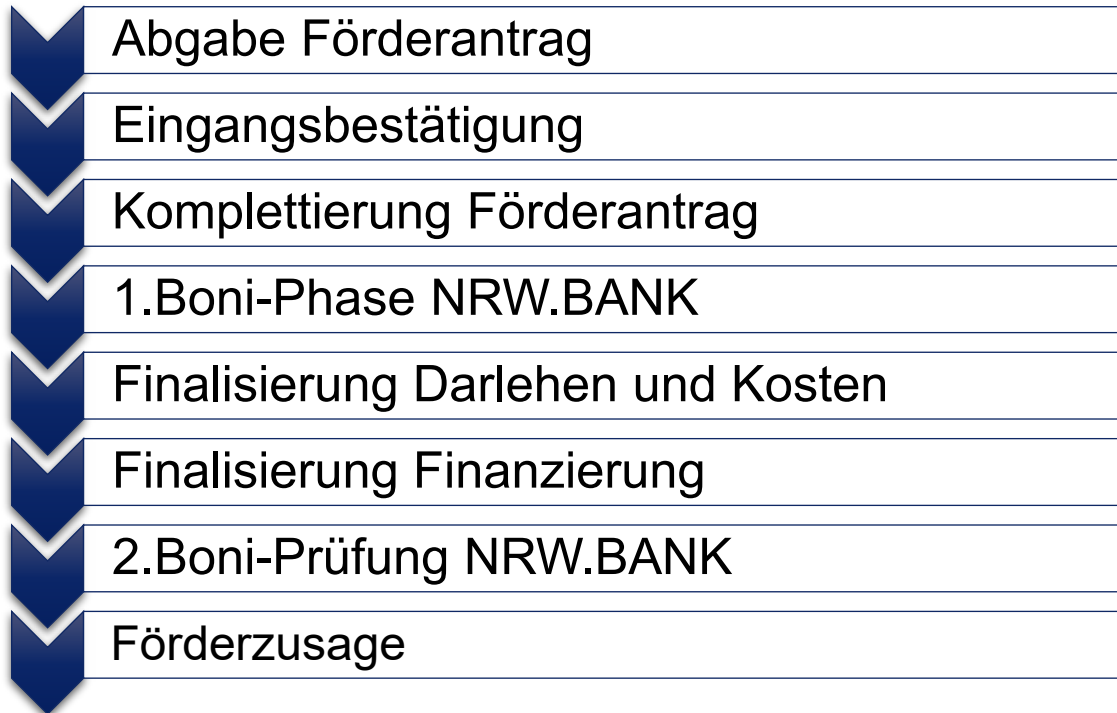 Abgabe Förderantrag
Eingangsbestätigung
Komplettierung Förderantrag
1.Boni-Phase NRW.BANK
Finalisierung Darlehen und Kosten
Finalisierung Finanzierung
2.Boni-Prüfung NRW.BANK
Förderzusage